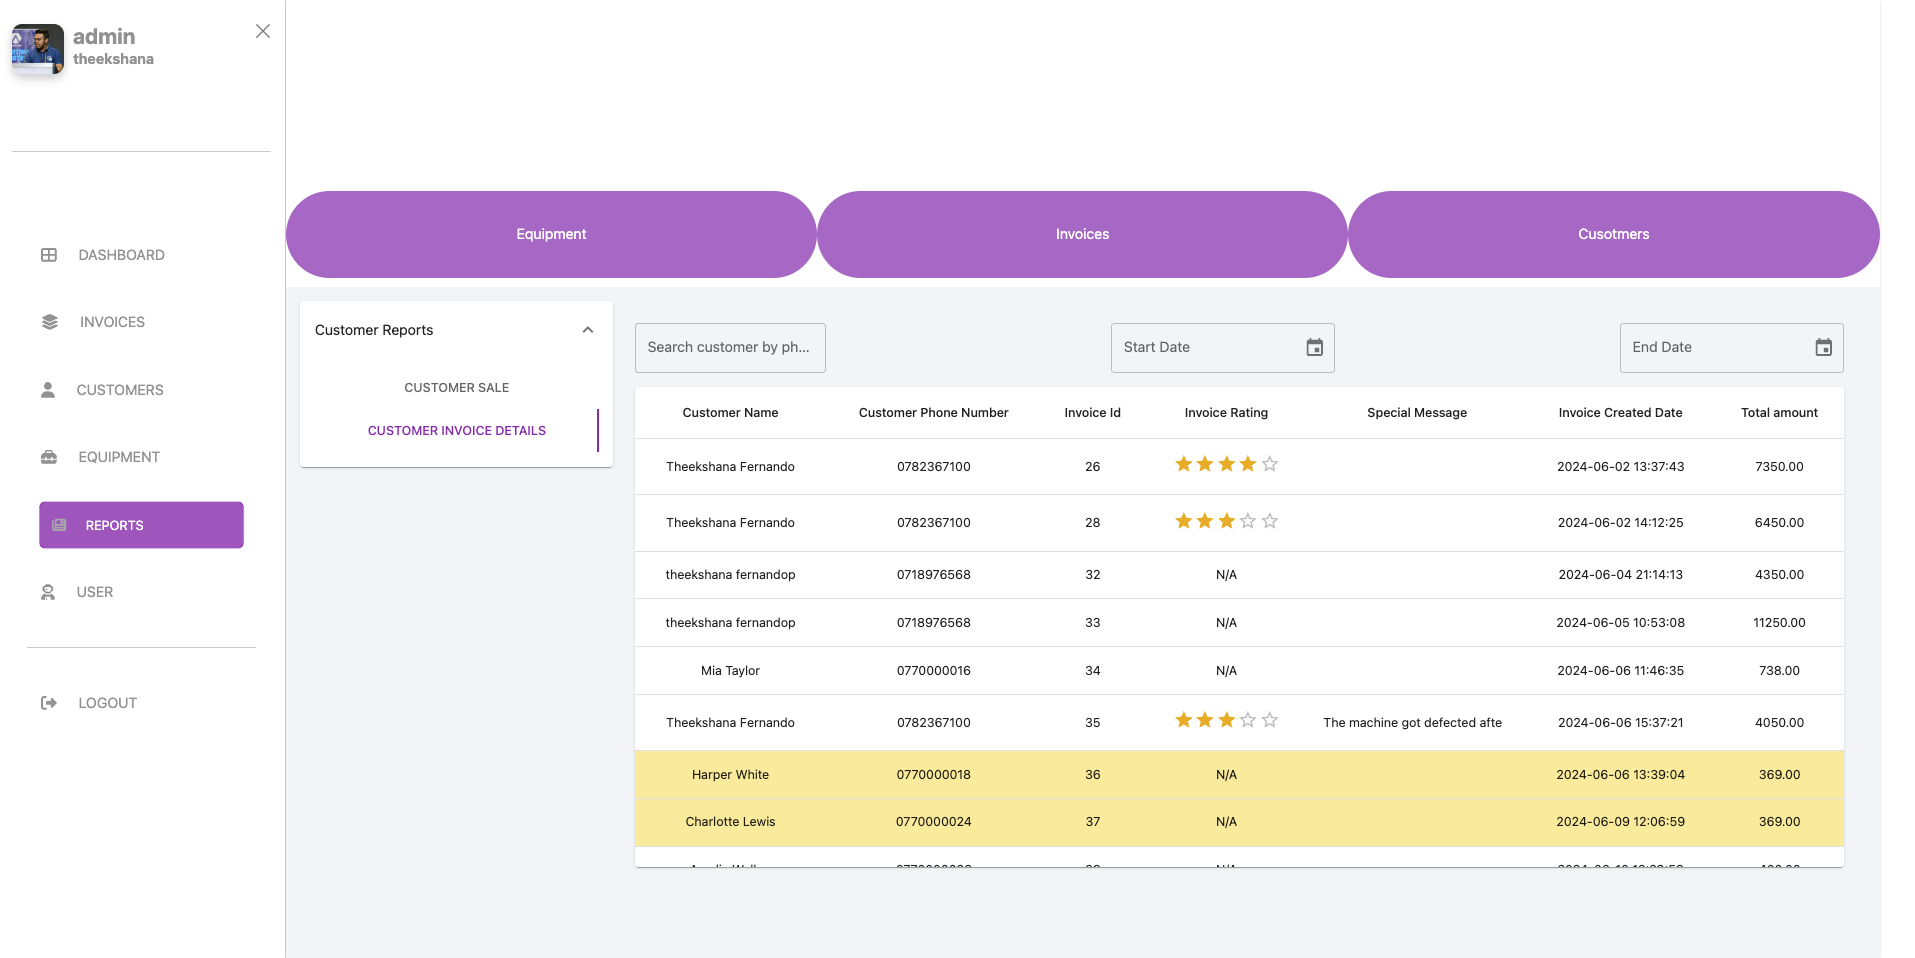 admin
theekshana
DASHBOARD
INVOICES
CUSTOMERS
EQUIPMENT
REPORTS
USER
LOGOUT
Equipment Invoices Cusotmers
Customer Reports
CUSTOMER SALE
CUSTOMER INVOICE DETAILS
Search customer by ph... Start Date End Date
Customer Name Customer Phone Number Invoice Id Invoice Rating Special Message Invoice Created Date Total amount
Theekshana Fernando 0782367100 26 2024-06-02 13:37:43 7350.00
Theekshana Fernando 0782367100 28 2024-06-02 14:12:25 6450.00
theekshana fernandop 0718976568 32 N/A 2024-06-04 21:14:13 4350.00
theekshana fernandop 0718976568 33 N/A 2024-06-05 10:53:08 11250.00
Mia Taylor 0770000016 34 N/A 2024-06-06 11:46:35 738.00
Theekshana Fernando 0782367100 35 The machine got defected afte 2024-06-06 15:37:21 4050.00
Harper White 0770000018 36 N/A 2024-06-06 13:39:04 369.00
Charlotte Lewis 0770000024 37 N/A 2024-06-09 12:06:59 369.00